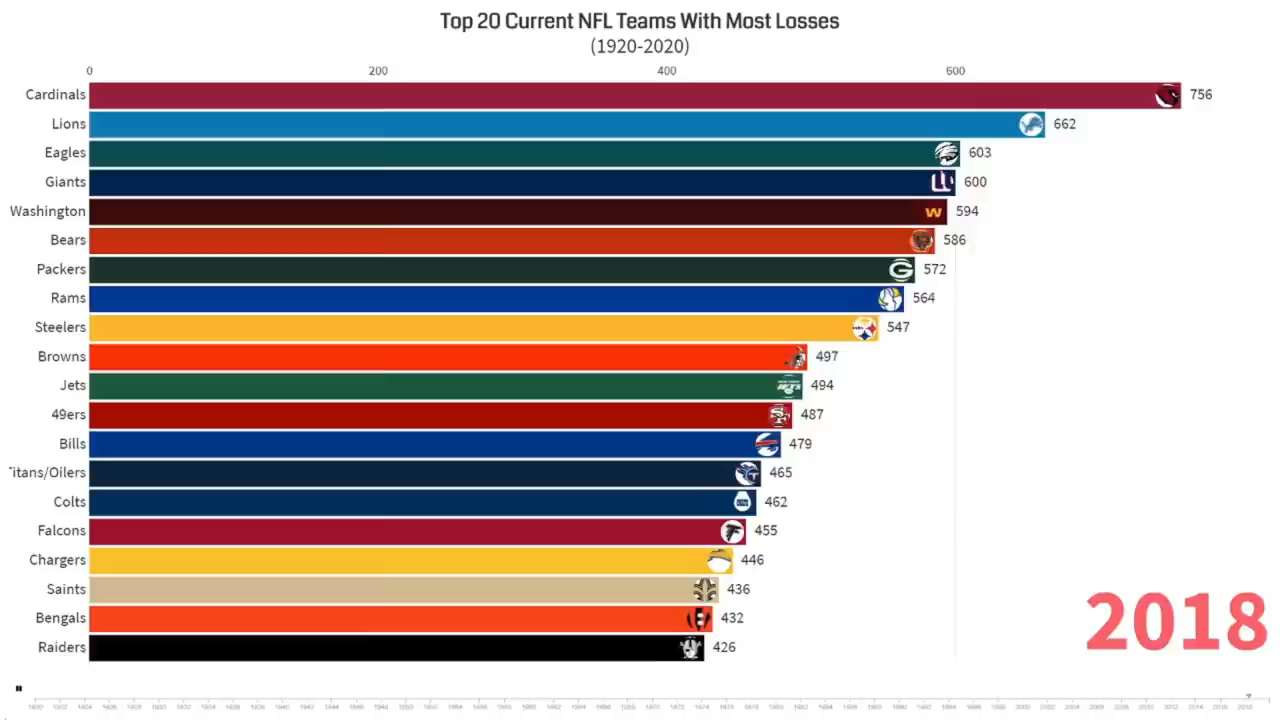 Top 20 Current NFL Teams With Most Losses
(1920-2020)
0 200 400 600
Cardinals 756
Lions 662
Eagles 603
Giants 600
Washington W 594
Bears 586
Packers G 572
Rams 564
Steelers 547
Browns 497
Jets JETS 494
49ers SF 487
Bills 479
itans/Oilers 465
Colts 462
Falcons 455
Chargers 446
Saints 436
Bengals 432
Raiders 426
2018